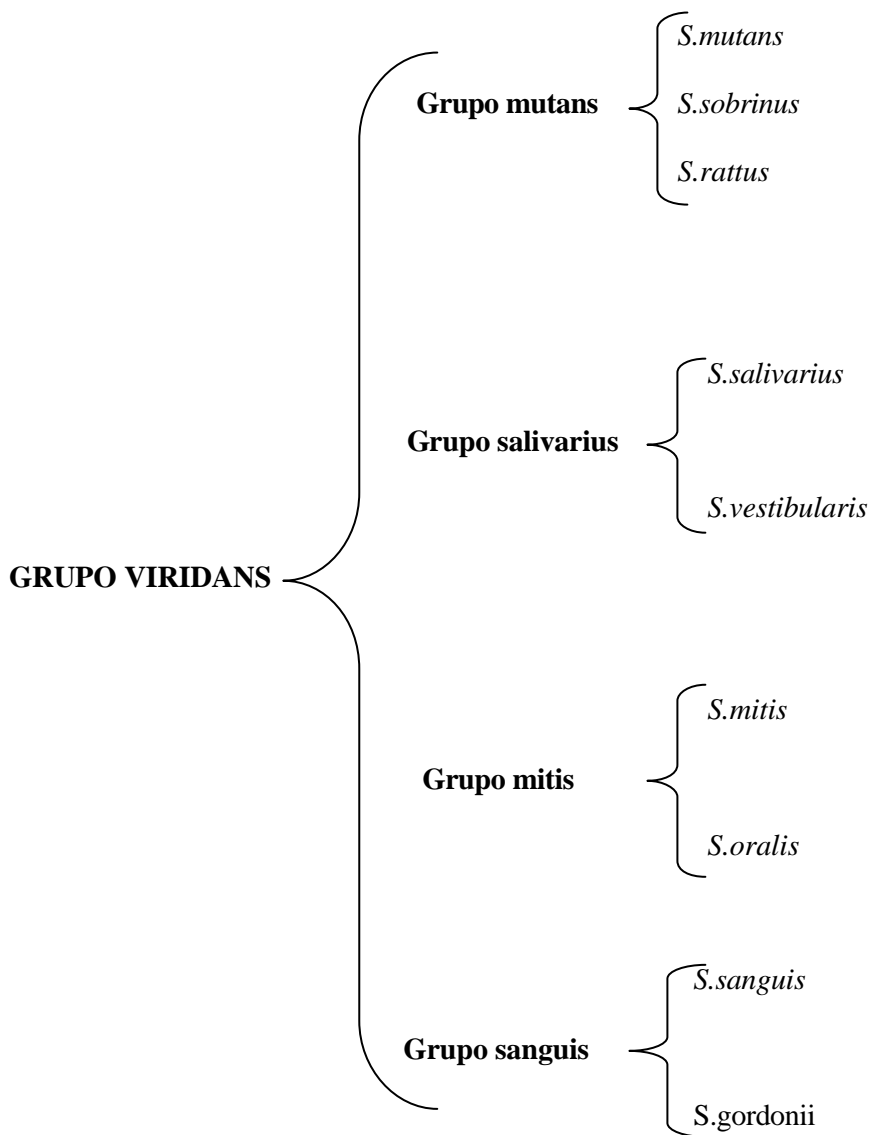 S.mutans
Grupo mutans
S.sobrinus
S.rattus
S.salivarius
Grupo salivarius
S.vestibularis
GRUPO VIRIDANS
S.mitis
Grupo mitis
S.oralis
S.sanguis
Grupo sanguis
S.gordonii